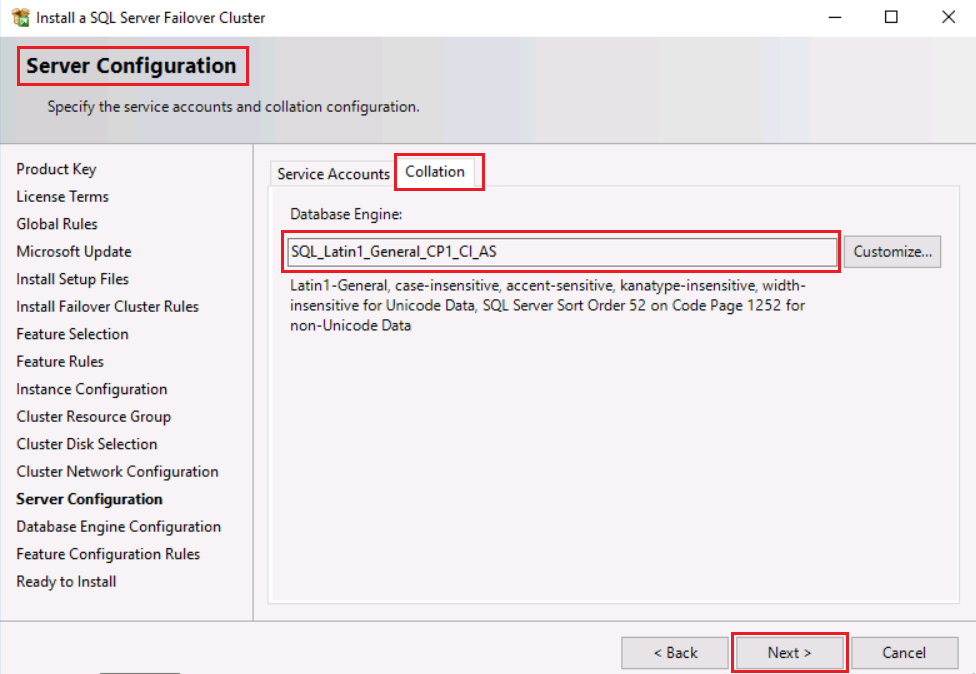 Install a SQL Server Failover Cluster
Server Configuration
Specify the service accounts and collation configuration.
Product Key
License Terms
Global Rules
Microsoft Update
Install Setup Files
Install Failover Cluster Rules
Feature Selection
Feature Rules
Instance Configuration
Cluster Resource Group
Cluster Disk Selection
Cluster Network Configuration
Server Configuration
Database Engine Configuration
Feature Configuration Rules
Ready to Install
Service Accounts Collation
Database Engine:
SQL_Latin1_General_CP1_CI_AS Customize...
Latin1-General, case-insensitive, accent-sensitive, kanatype-insensitive, width-
insensitive for Unicode Data, SQL Server Sort Order 52 on Code Page 1252 for
non-Unicode Data
< Back Next > Cancel